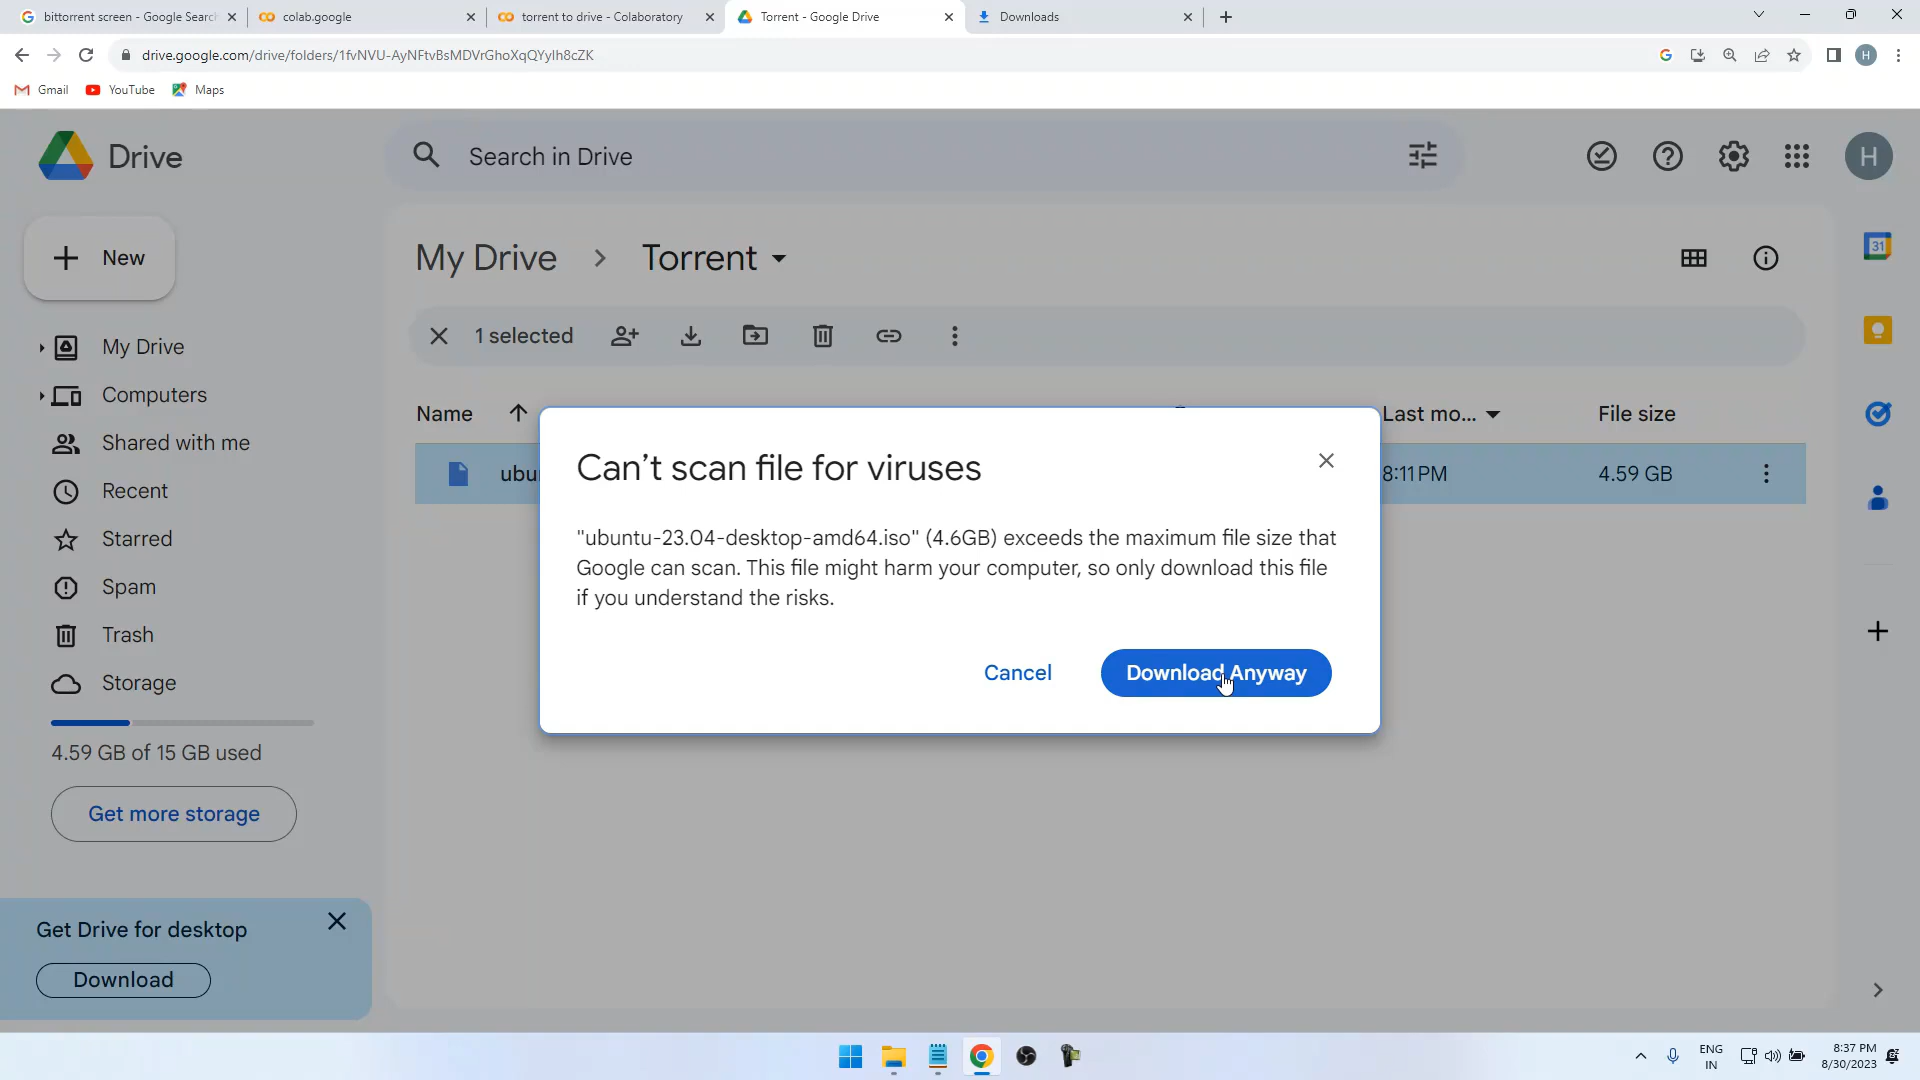 bittorrent screen - Google Search
colab.google
torrent to drive - Colaboratory
Torrent - Google Drive
Downloads
drive.google.com/drive/folders/1fvNVU-AyNFtvBsMDVrGhoXqQYyIh8cZK
H
Gmail
YouTube
Maps
Drive
Search in Drive
H
New
My Drive
Torrent
31
1 selected
My Drive
Computers
Shared with me
Recent
Starred
Spam
Trash
Storage
4.59 GB of 15 GB used
Get more storage
Get Drive for desktop
Download
Name
Last mo...
File size
8:11 PM
4.59 GB
Can't scan file for viruses
"ubuntu-23.04-desktop-amd64.iso" (4.6GB) exceeds the maximum file size that
Google can scan. This file might harm your computer, so only download this file
if you understand the risks.
Cancel
Download Anyway
ENG
IN
8:37 PM
8/30/2023